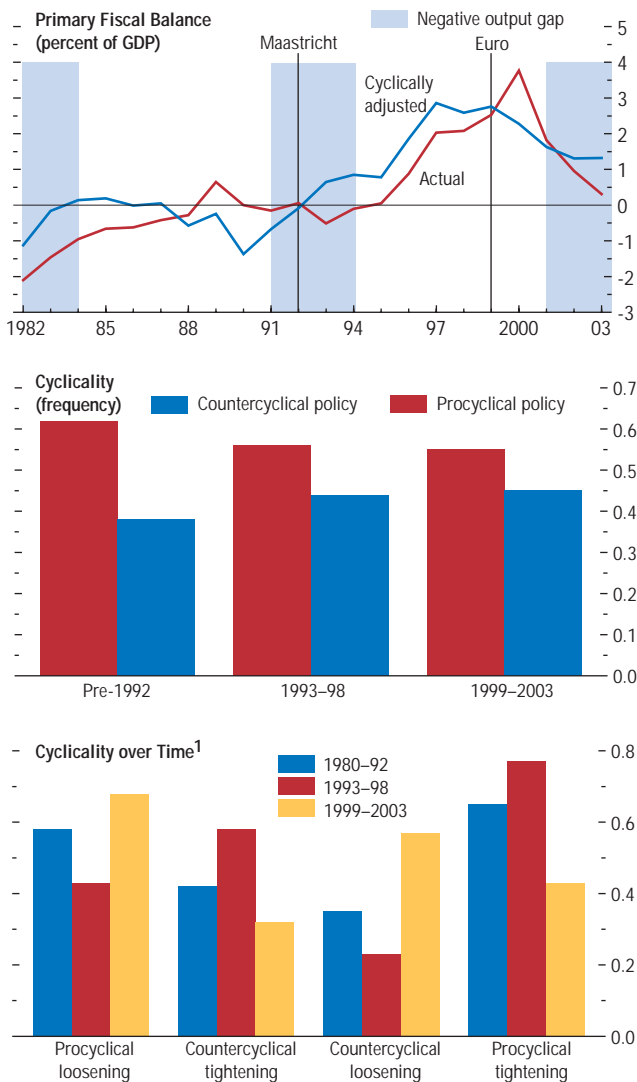 Primary Fiscal Balance
(percent of GDP)
Maastricht
Negative output gap
Euro
Cyclically
adjusted
Actual
5
4
3
2
1
0
-1
-2
-3
1982 85 88 91 94 97 2000 03
Cyclicality
(frequency)
Countercyclical policy
Procyclical policy
0.7
0.6
0.5
0.4
0.3
0.2
0.1
0.0
Pre-1992 1993–98 1999–2003
Cyclicality over Time1
1980–92
1993–98
1999–2003
0.8
0.6
0.4
0.2
0.0
Procyclical Countercyclical Countercyclical Procyclical
loosening tightening loosening tightening